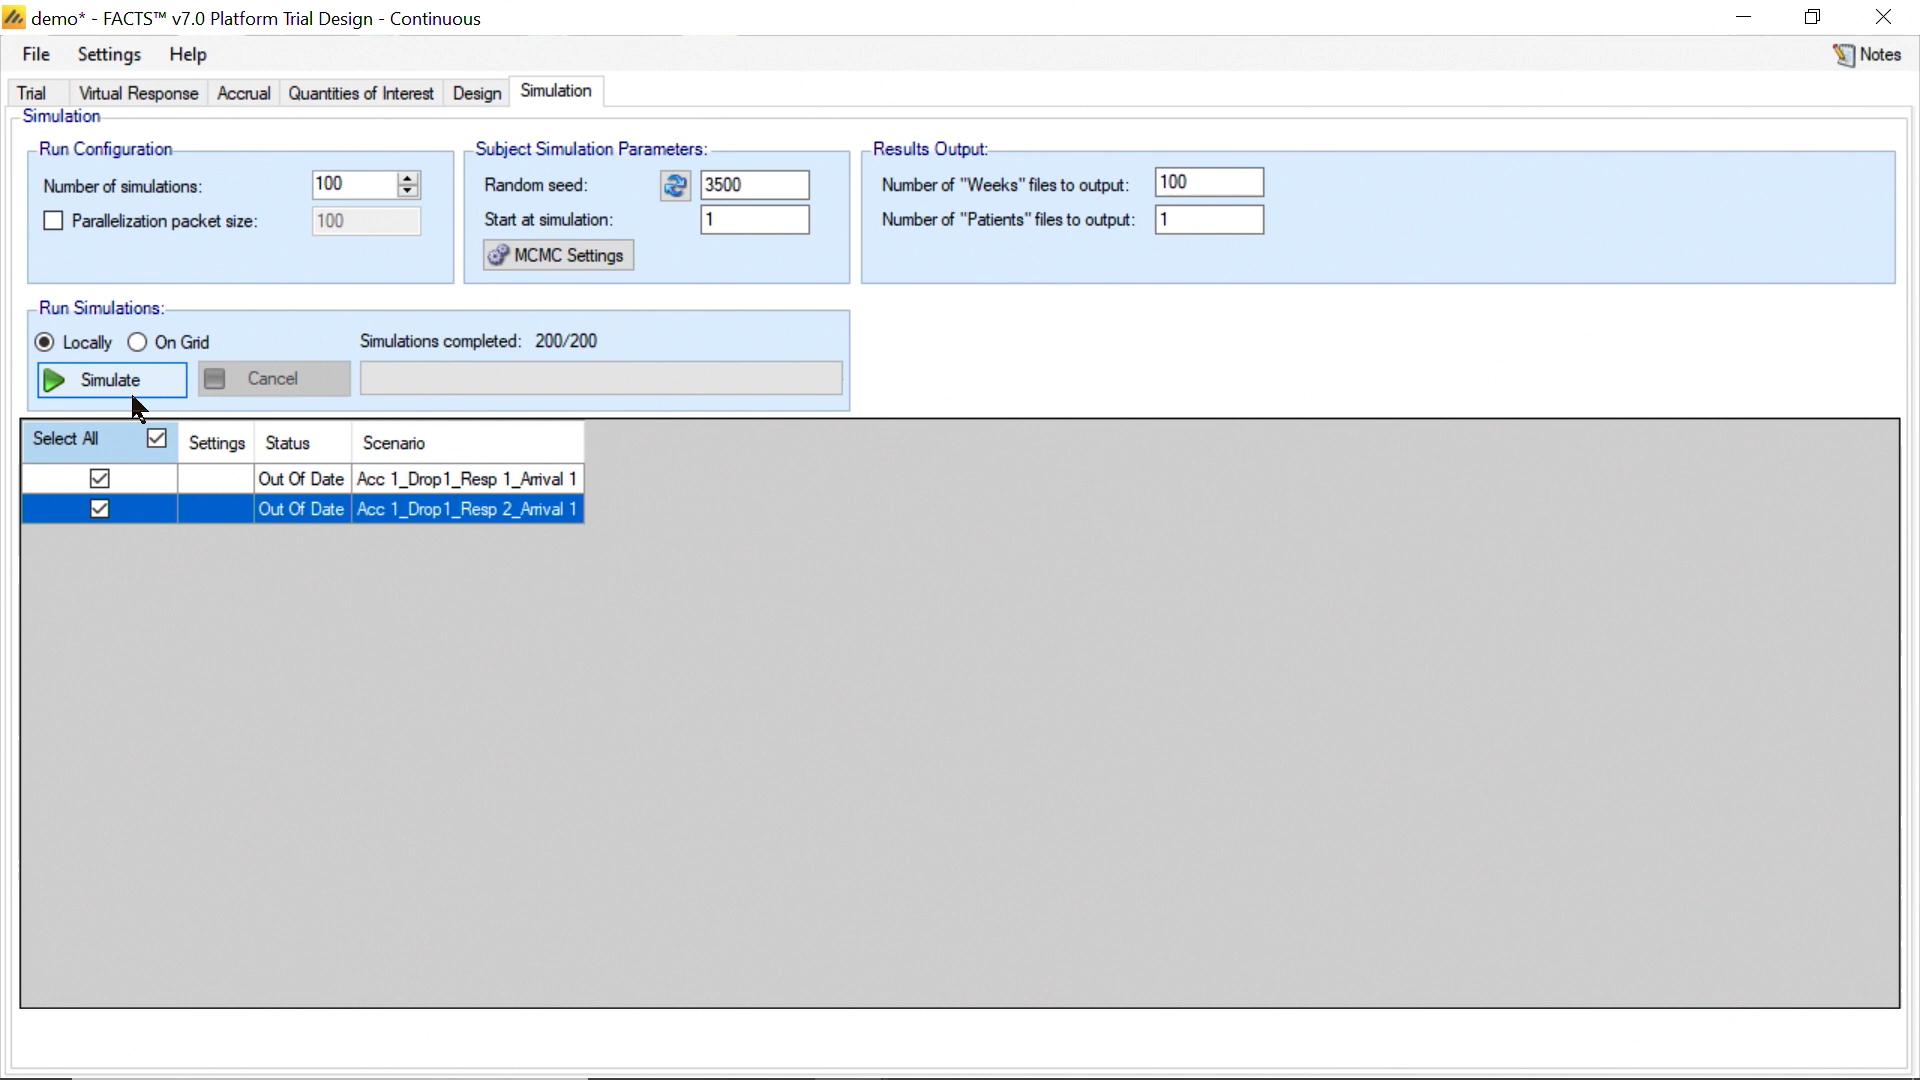 demo* - FACTS™ v7.0 Platform Trial Design - Continuous
File Settings Help Notes
Trial Virtual Response Accrual Quantities of Interest Design Simulation
Simulation
Run Configuration
Number of simulations: 100
Parallelization packet size: 100
Subject Simulation Parameters:
Random seed: 3500
Start at simulation: 1
MCMC Settings
Results Output:
Number of "Weeks" files to output: 100
Number of "Patients" files to output: 1
Run Simulations:
Locally On Grid Simulations completed: 200/200
Simulate Cancel
Select All Settings Status Scenario
Out Of Date Acc 1_Drop1_Resp 1_Arrival 1
Out Of Date Acc 1_Drop1_Resp 2_Arrival 1